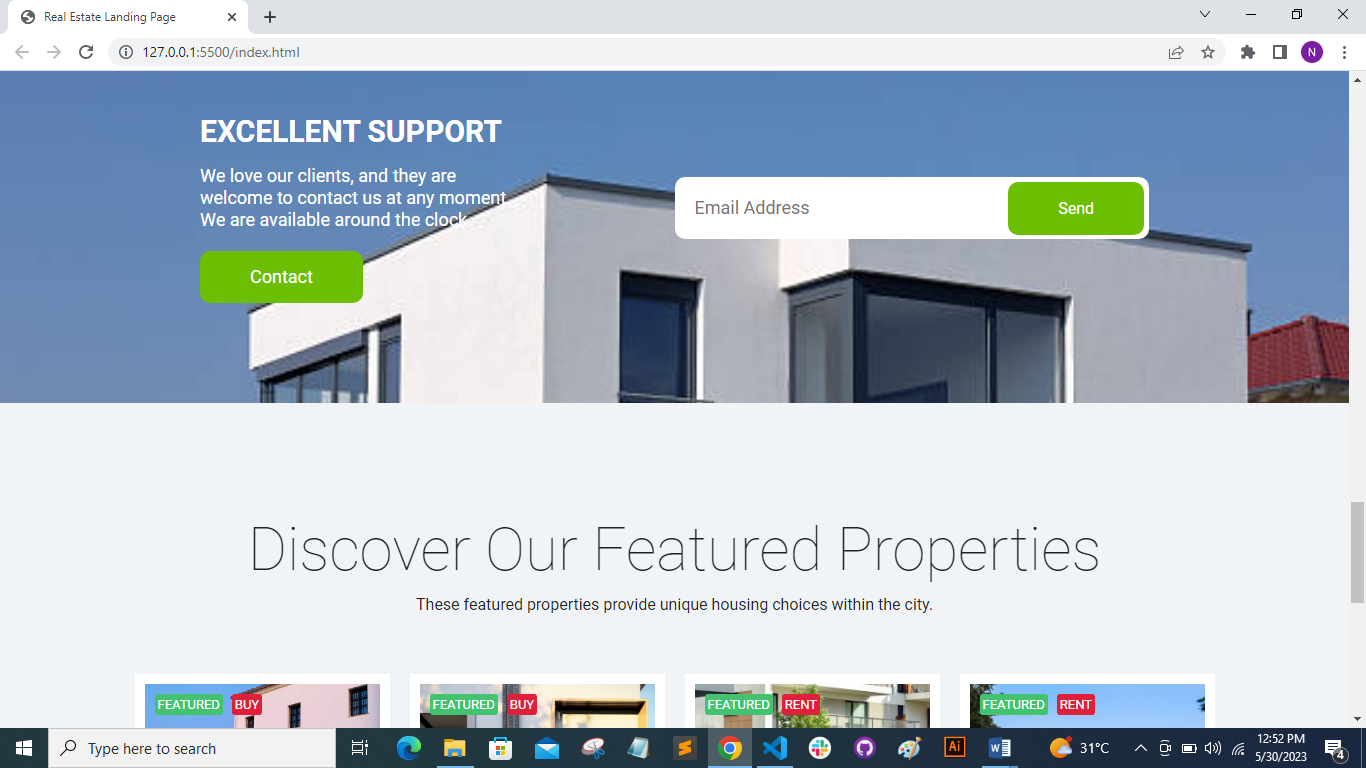 Real Estate Landing Page
127.0.0.1:5500/index.html
N
EXCELLENT SUPPORT
We love our clients, and they are
welcome to contact us at any moment.
We are available around the clock.
Contact
Email Address
Send
Discover Our Featured Properties
These featured properties provide unique housing choices within the city.
FEATURED BUY
FEATURED BUY
FEATURED RENT
FEATURED RENT
Type here to search
Ai
31°C
12:52 PM
5/30/2023
4